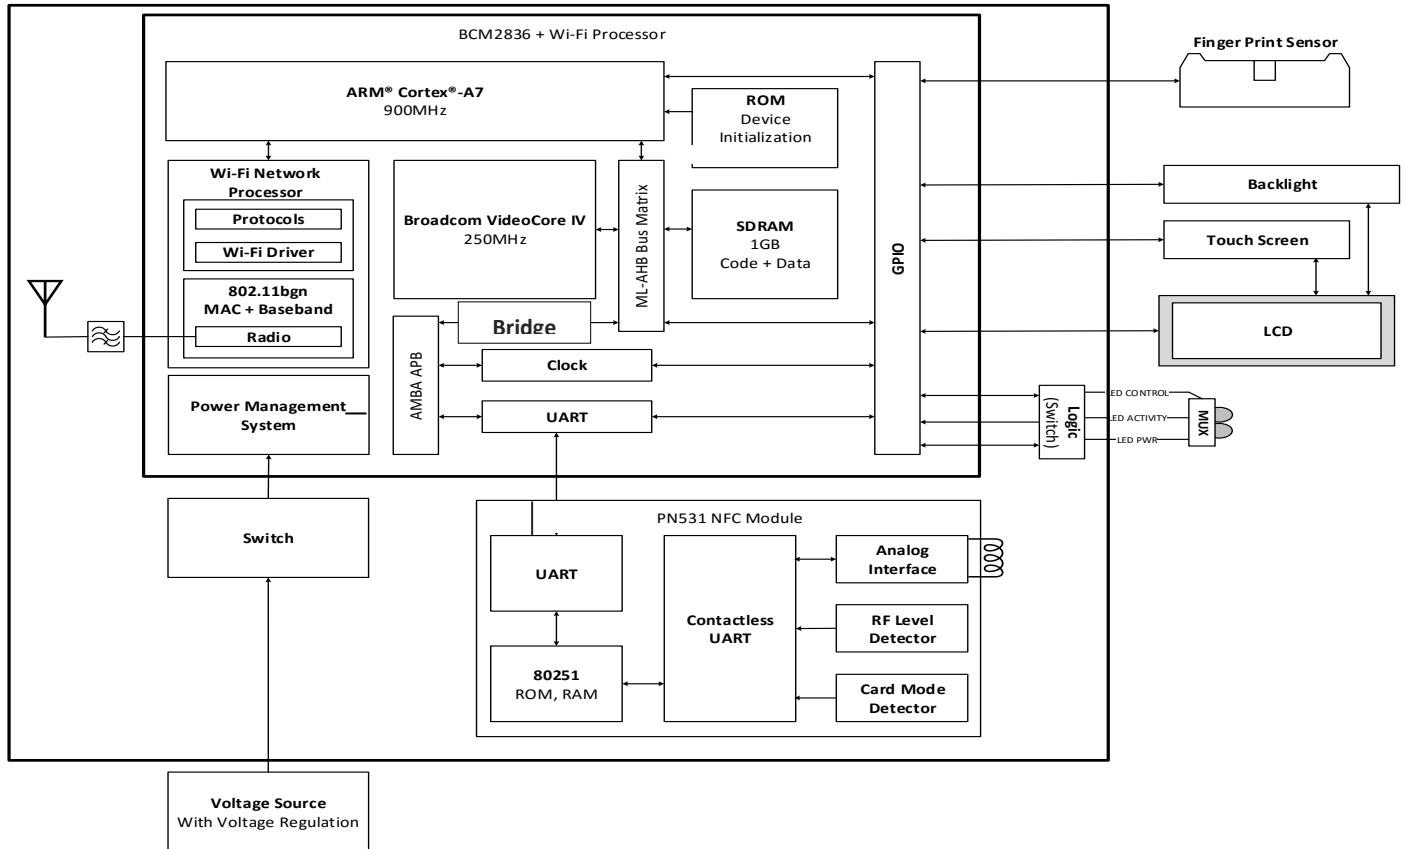 BCM2836 + Wi-Fi Processor
Finger Print Sensor
ARM® Cortex®-A7
900MHz
ROM
Device
Initialization
Wi-Fi Network
Processor
Protocols
Wi-Fi Driver
802.11bgn
MAC + Baseband
Radio
Broadcom VideoCore IV
250MHz
ML-AHB Bus Matrix
SDRAM
1GB
Code + Data
GPIO
Backlight
Touch Screen
LCD
Bridge
AMBA APB
Clock
UART
Power Management
System
Logic
(Switch)
LED CONTROL
LED ACTIVITY
LED PWR
MUX
Switch
PN531 NFC Module
UART
Contactless
UART
Analog
Interface
RF Level
Detector
80251
ROM, RAM
Card Mode
Detector
Voltage Source
With Voltage Regulation